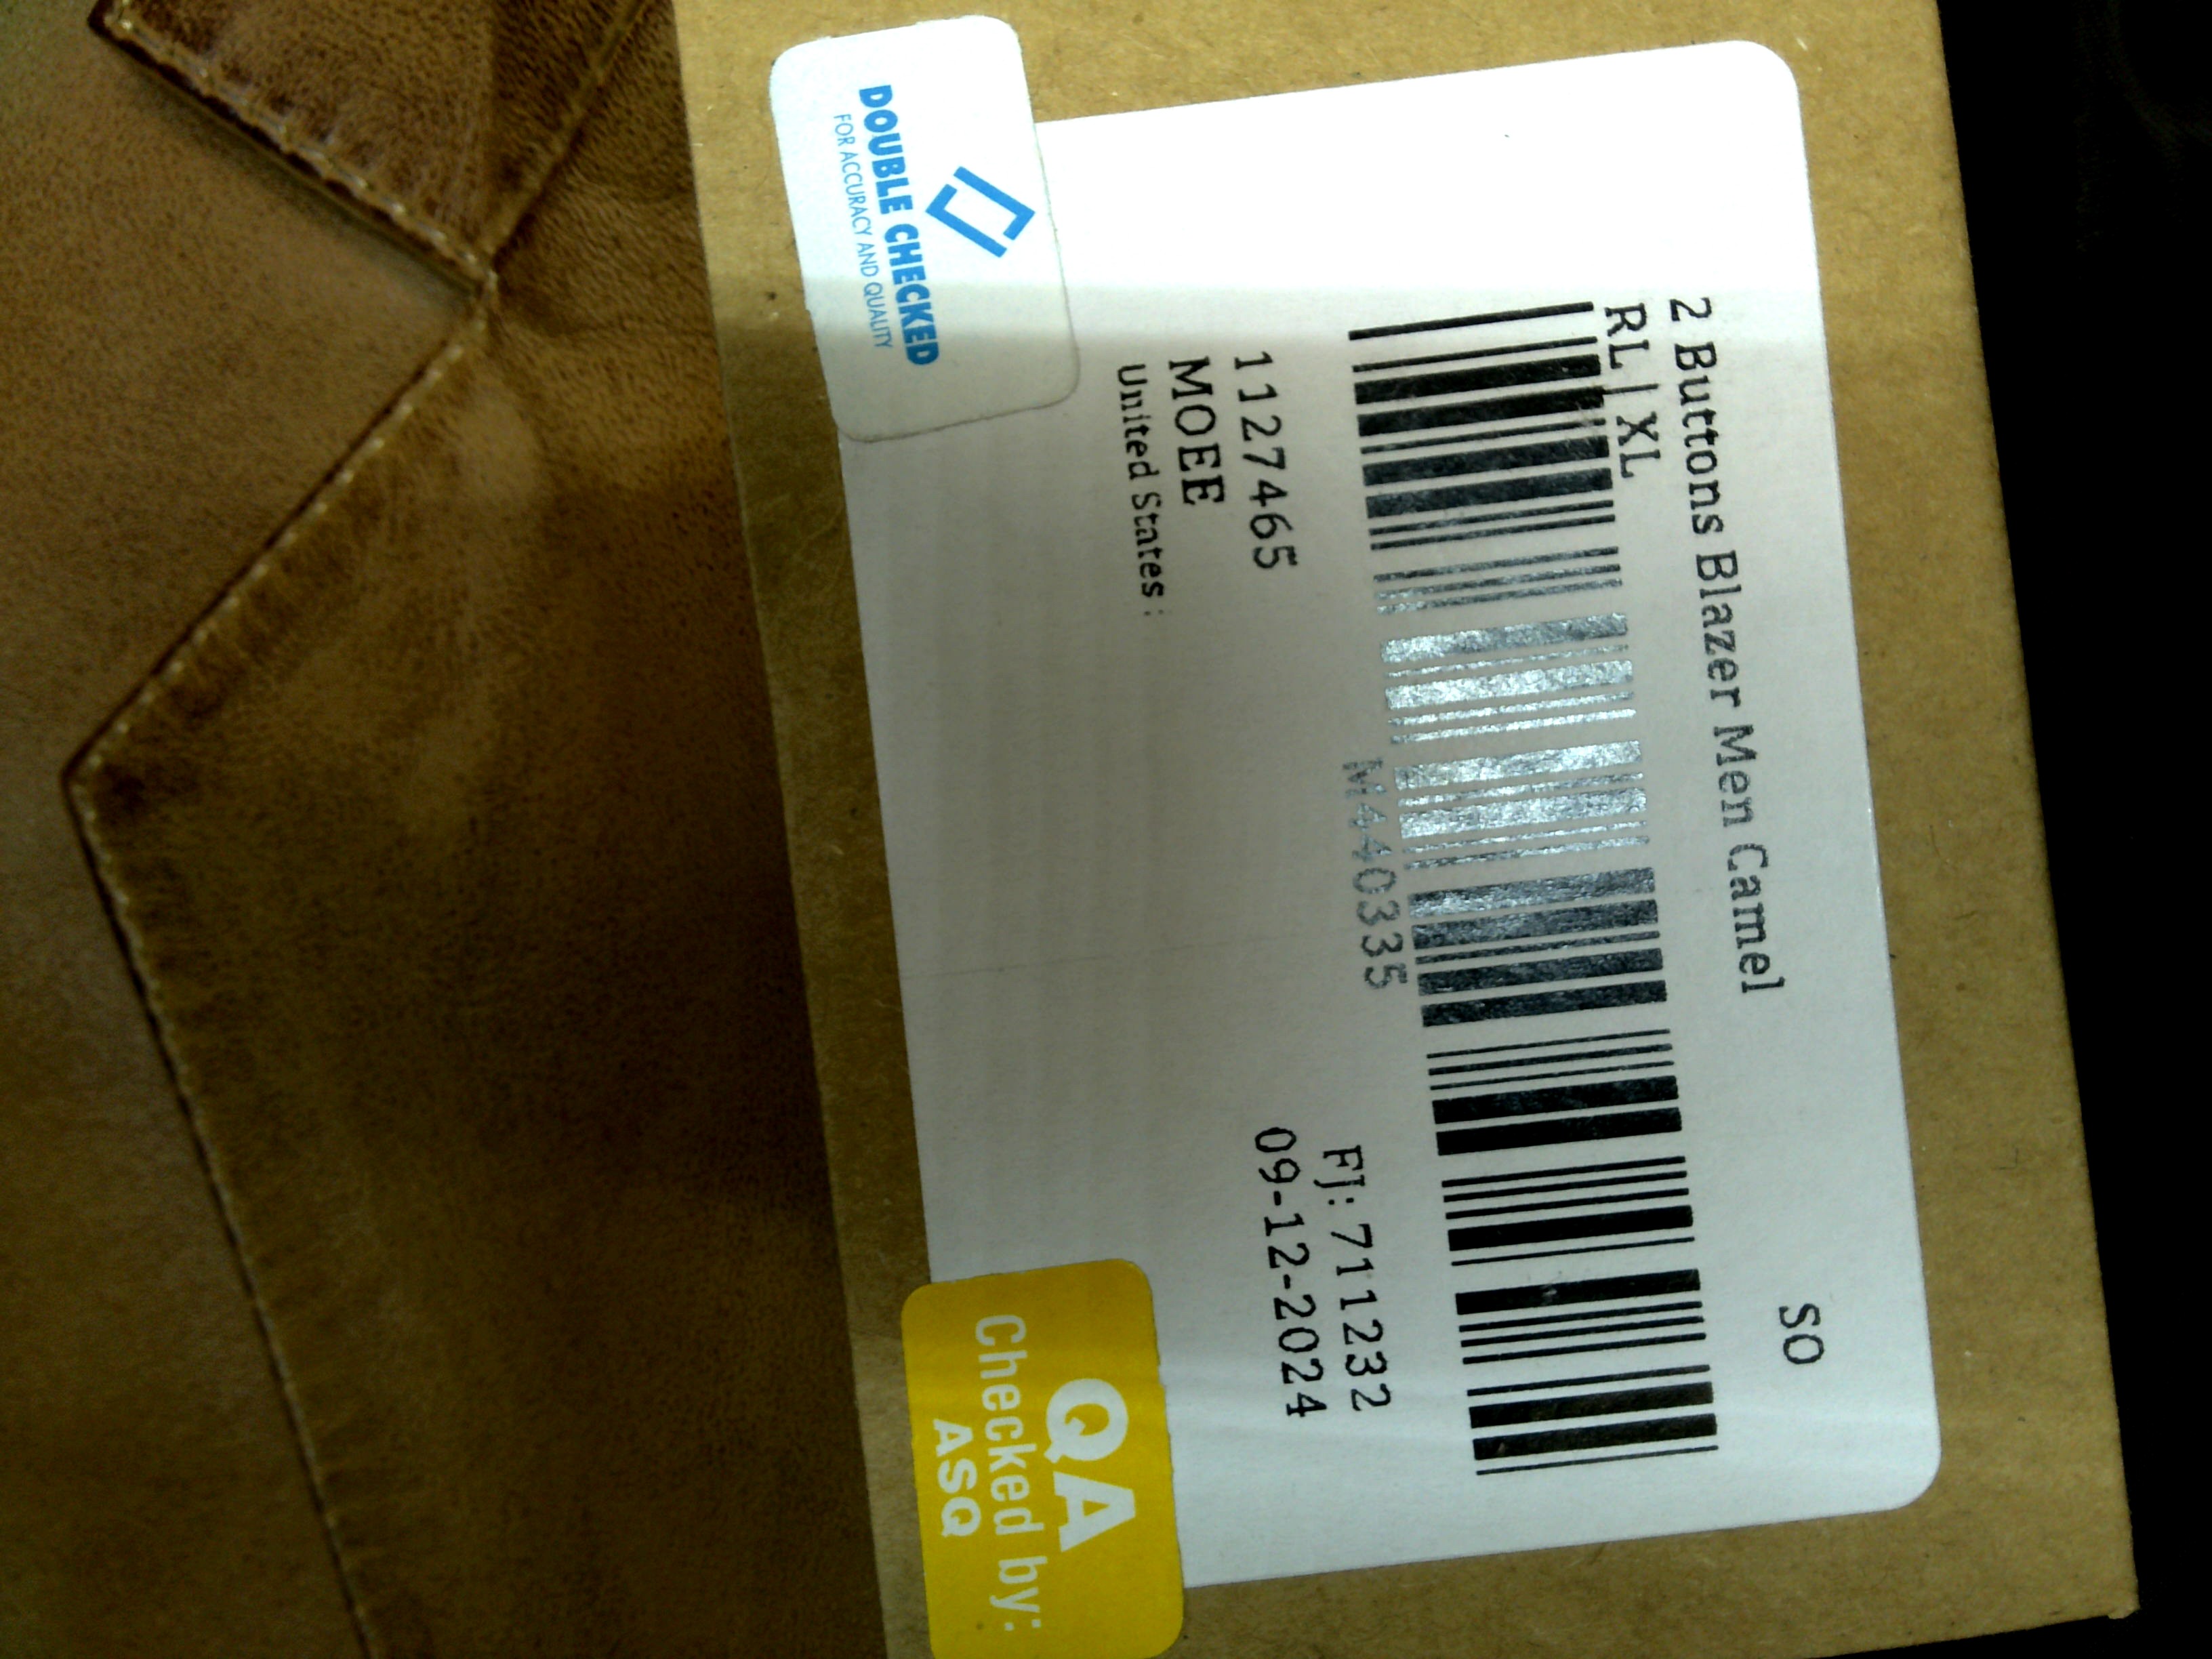 2 Buttons Blazer Men Camel
SO
RL | XL
M440335
FJ: 711232
1127465
09-12-2024
MOEE
United States:
DOUBLE CHECKED
FOR ACCURACY AND QUALITY
QA
Checked by:
ASQ